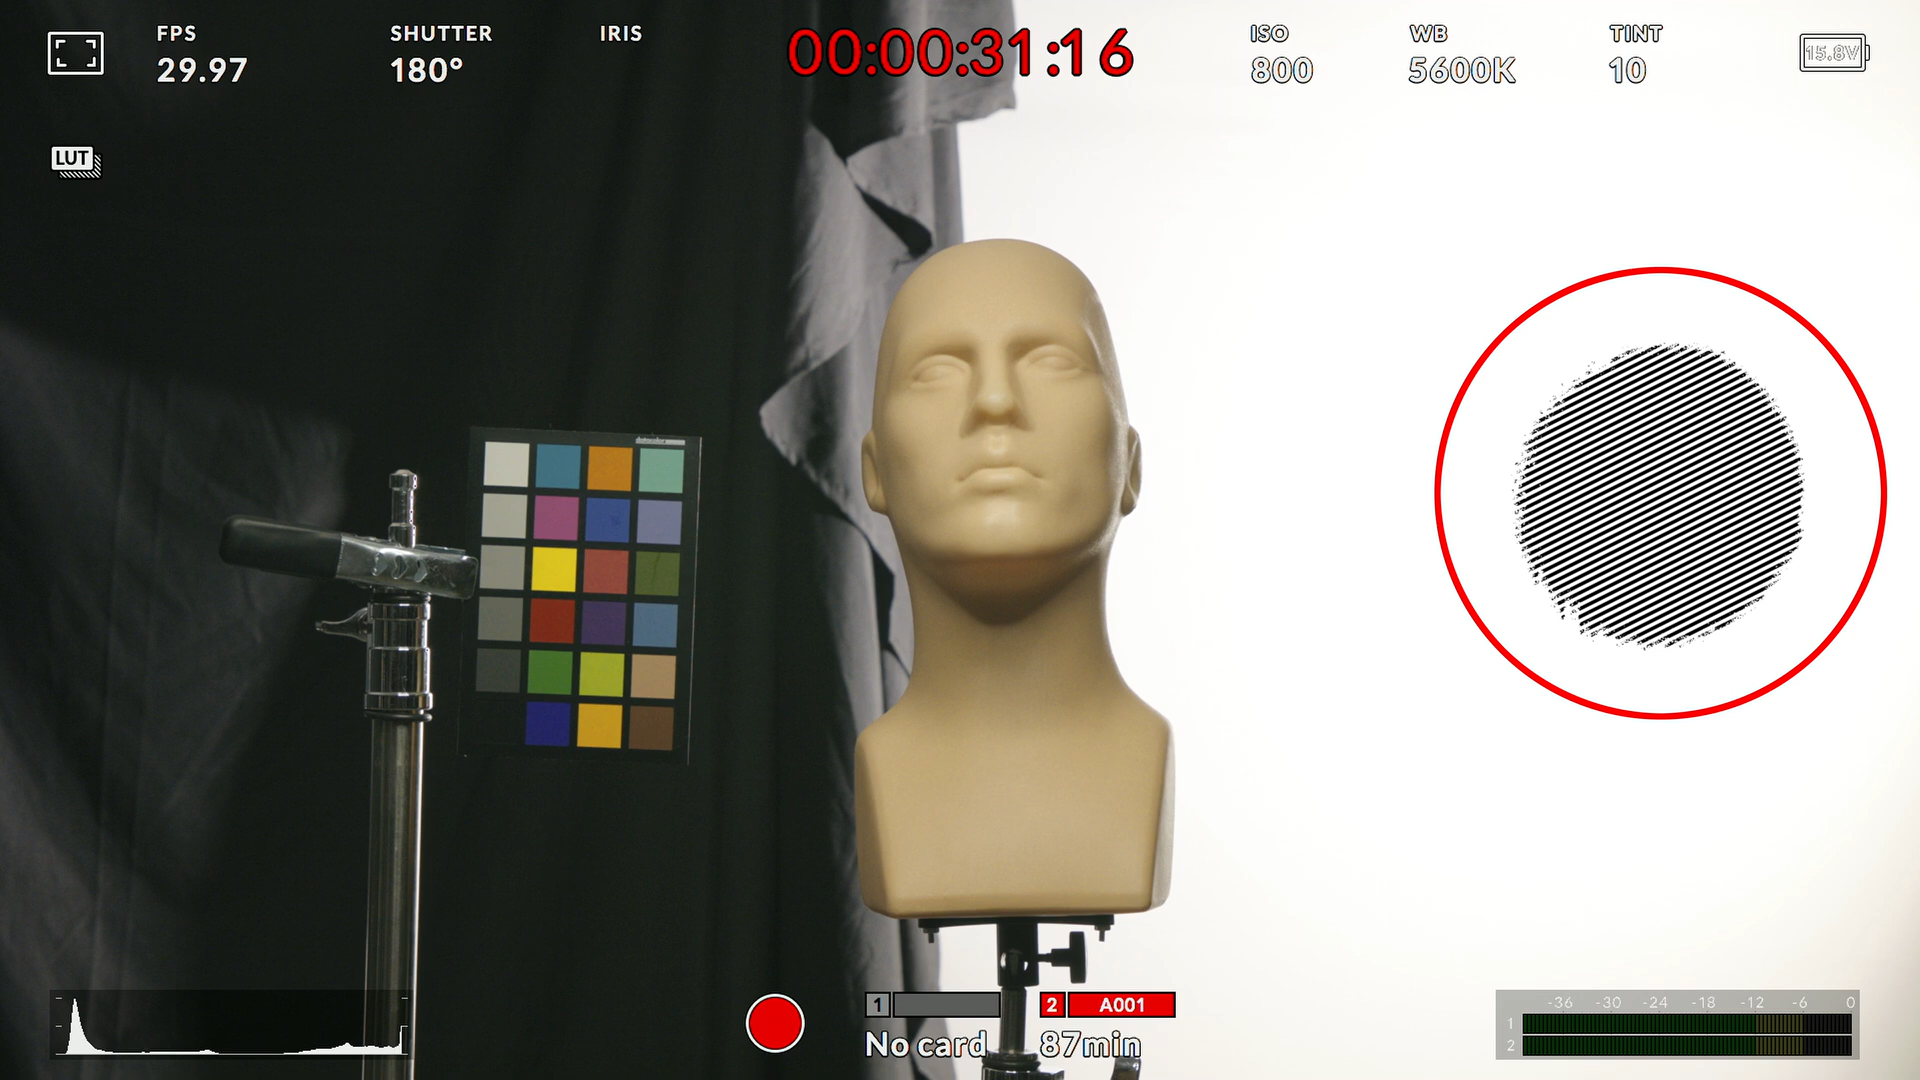 FPS
29.97
SHUTTER
180°
IRIS
00:00:31:16
ISO
800
WB
5600K
TINT
10
15.8V
LUT
1
No card
2 A001
87min
-36 -30 -24 -18 -12 -6 0
1
2